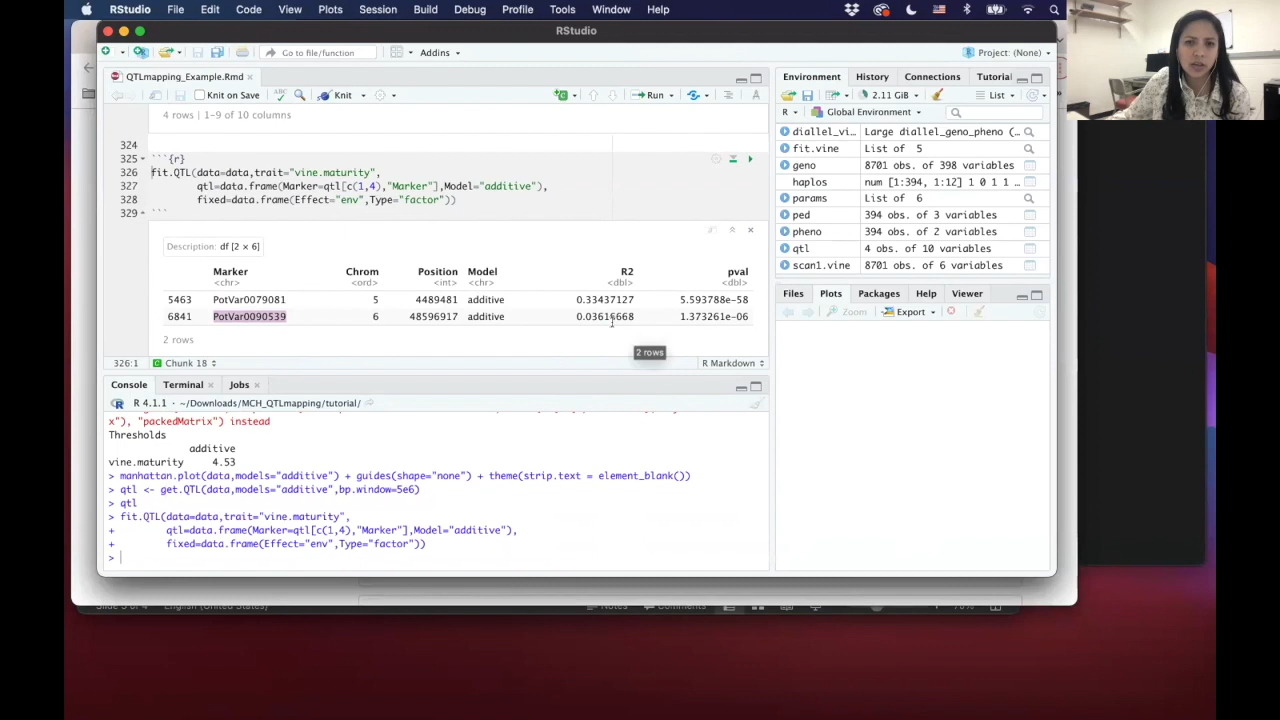 RStudio File Edit Code View Plots Session Build Debug Profile Tools Window Help
RStudio
Go to file/function Addins Project: (None)
QTLmapping_Example.Rmd
Knit on Save Knit Run
4 rows | 1-9 of 10 columns
324
325 ```{r}
326 fit.QTL(data=data,trait="vine.maturity",
327 qtl=data.frame(Marker=qtl[c(1,4),"Marker"],Model="additive"),
328 fixed=data.frame(Effect="env",Type="factor"))
329 ```
Description: df [2 × 6]
Marker Chrom Position Model R2 pval
<chr> <ord> <int> <chr> <dbl> <dbl>
5463 PotVar0079081 5 4489481 additive 0.33437127 5.593788e-58
6841 PotVar0090539 6 48596917 additive 0.03616668 1.373261e-06
2 rows
2 rows
326:1 Chunk 18 R Markdown
Console Terminal Jobs
R 4.1.1 · ~/Downloads/MCH_QTLmapping/tutorial/
x"), "packedMatrix") instead
Thresholds
additive
vine.maturity 4.53
> manhattan.plot(data,models="additive") + guides(shape="none") + theme(strip.text = element_blank())
> qtl <- get.QTL(data,models="additive",bp.window=5e6)
> qtl
> fit.QTL(data=data,trait="vine.maturity",
+ qtl=data.frame(Marker=qtl[c(1,4),"Marker"],Model="additive"),
+ fixed=data.frame(Effect="env",Type="factor"))
>
Environment History Connections Tutorial
2.11 GiB List
R Global Environment
diallel_vi… Large diallel_geno_pheno (…
fit.vine List of 5
geno 8701 obs. of 398 variables
haplos num [1:394, 1:12] 1 0 1 1 …
params List of 6
ped 394 obs. of 3 variables
pheno 394 obs. of 2 variables
qtl 4 obs. of 10 variables
scan1.vine 8701 obs. of 6 variables
Files Plots Packages Help Viewer
Zoom Export
Slide 3 of 4 English (United States) Notes Comments 78%